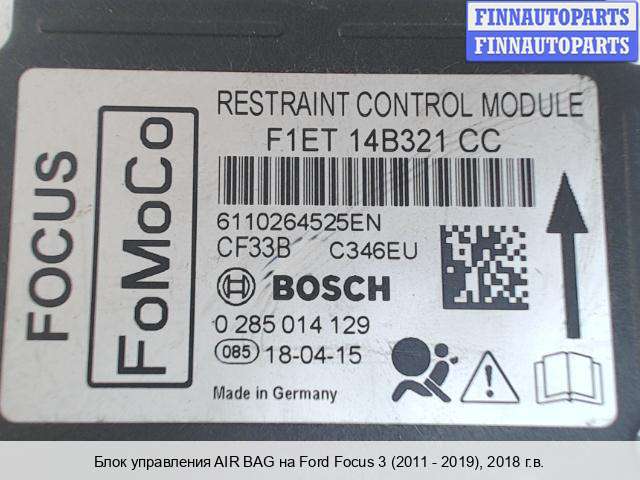 FINNAUTOPARTS
FINNAUTOPARTS
FOCUS
FoMoCo
RESTRAINT CONTROL MODULE
F1ET 14B321 CC
6110264525EN
CF33B C346EU
BOSCH
0 285 014 129
085 18-04-15
Made in Germany
Блок управления AIR BAG на Ford Focus 3 (2011 - 2019), 2018 г.в.